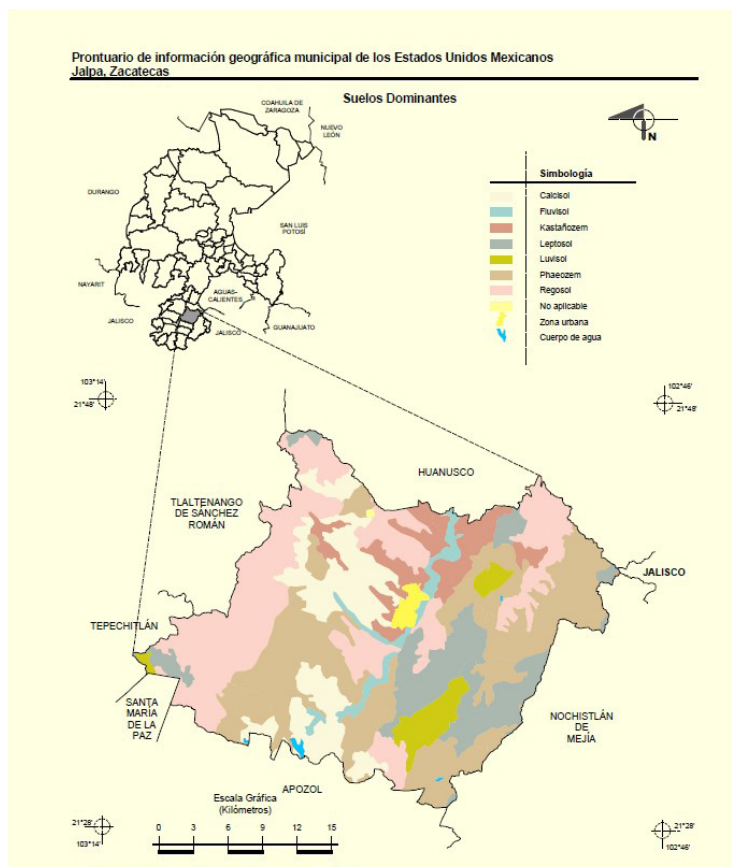 Prontuario de información geográfica municipal de los Estados Unidos Mexicanos
Jalpa, Zacatecas
Suelos Dominantes
COAHUILA DE
ZARAGOZA
NUEVO
LEÓN
N
DURANGO
SAN LUIS
POTOSÍ
NAYARIT
AGUAS-
CALIENTES
JALISCO
JALISCO
GUANAJUATO
Simbología
Calcisol
Fluvisol
Kastañozem
Leptosol
Luvisol
Phaeozem
Regosol
No aplicable
Zona urbana
Cuerpo de agua
103°14'
21°48'
102°46'
21°48'
HUANUSCO
TLALTENANGO
DE SÁNCHEZ
ROMÁN
JALISCO
TEPECHITLÁN
SANTA
MARÍA
DE LA
PAZ
NOCHISTLÁN
DE
MEJÍA
APOZOL
Escala Gráfica
(Kilómetros)
0 3 6 9 12 15
21°28'
103°14'
21°28'
102°46'